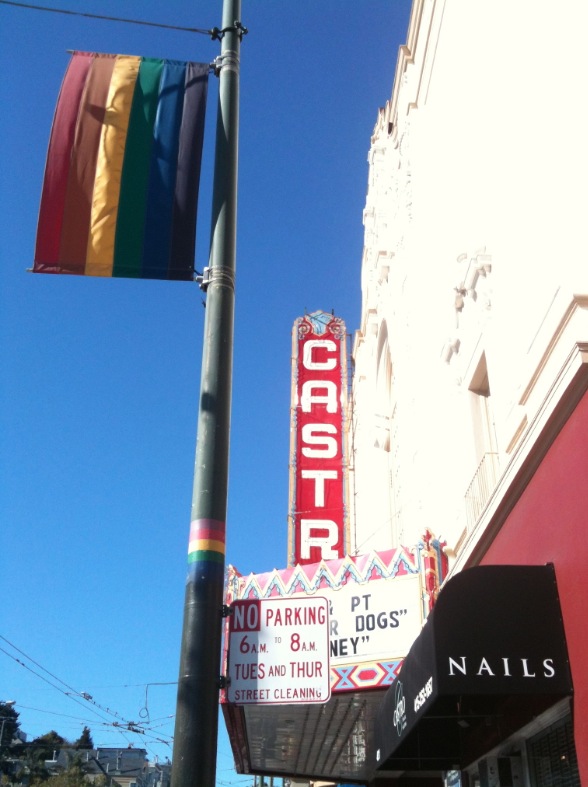 CASTR
& PT
R DOGS"
NEY"
NO PARKING
6 A.M. TO 8 A.M.
TUES AND THUR
STREET CLEANING
NAILS